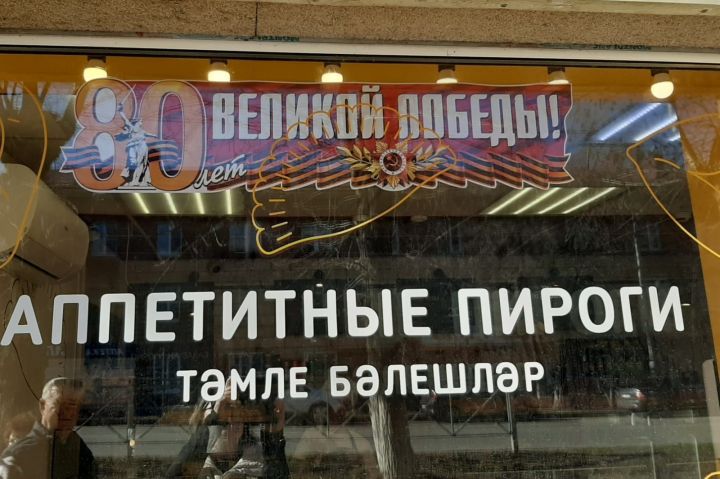 80 лет ВЕЛИКОЙ ПОБЕДЫ!
АППЕТИТНЫЕ ПИРОГИ
ТӘМЛЕ БӘЛЕШЛӘР